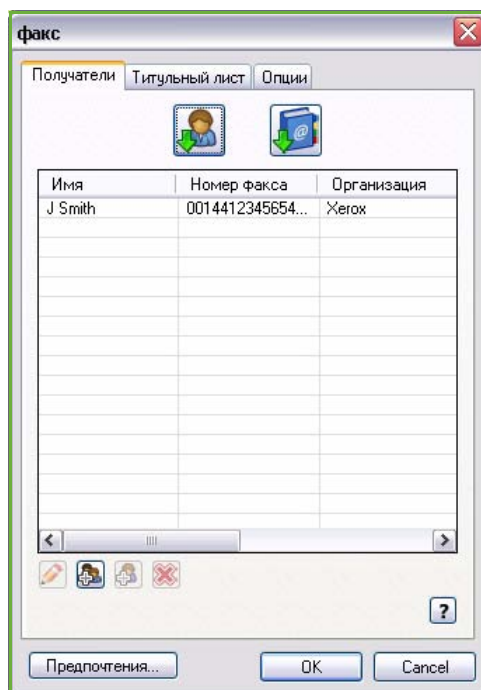 факс
Получатели Титульный лист Опции
Имя Номер факса Организация
J Smith 0014412345654... Xerox
?
Предпочтения... OK Cancel